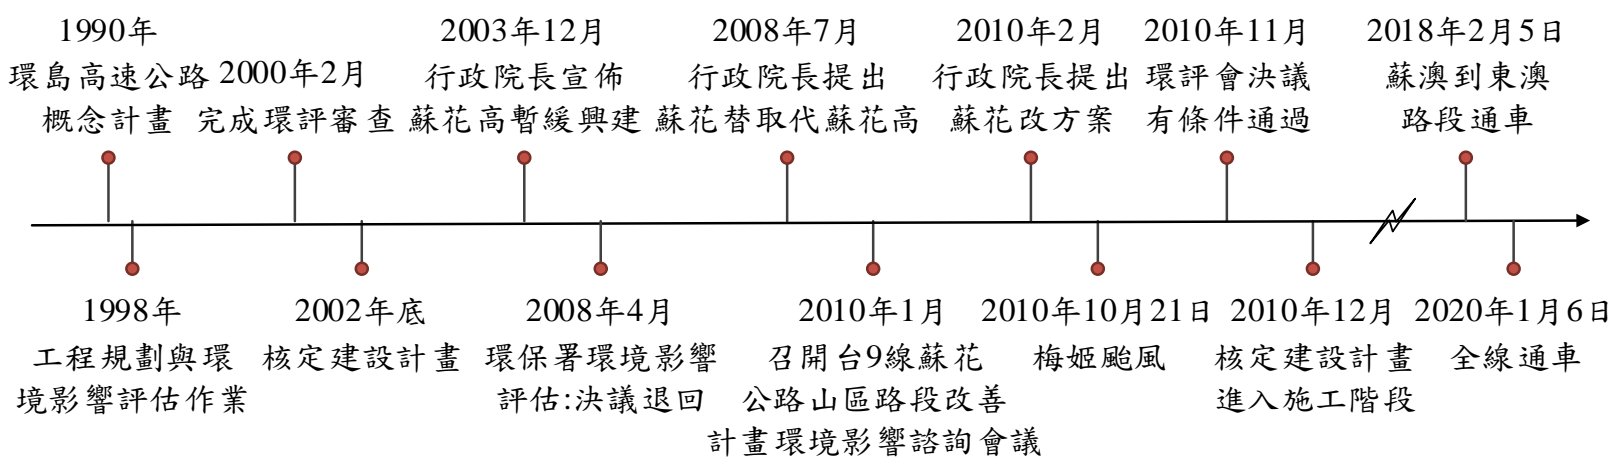 1990年
環島高速公路
概念計畫
2000年2月
完成環評審查
2003年12月
行政院長宣佈
蘇花高暫緩興建
2008年7月
行政院長提出
蘇花替取代蘇花高
2010年2月
行政院長提出
蘇花改方案
2010年11月
環評會決議
有條件通過
2018年2月5日
蘇澳到東澳
路段通車
1998年
工程規劃與環
境影響評估作業
2002年底
核定建設計畫
2008年4月
環保署環境影響
評估:決議退回
2010年1月
召開台9線蘇花
公路山區路段改善
計畫環境影響諮詢會議
2010年10月21日
梅姬颱風
2010年12月
核定建設計畫
進入施工階段
2020年1月6日
全線通車